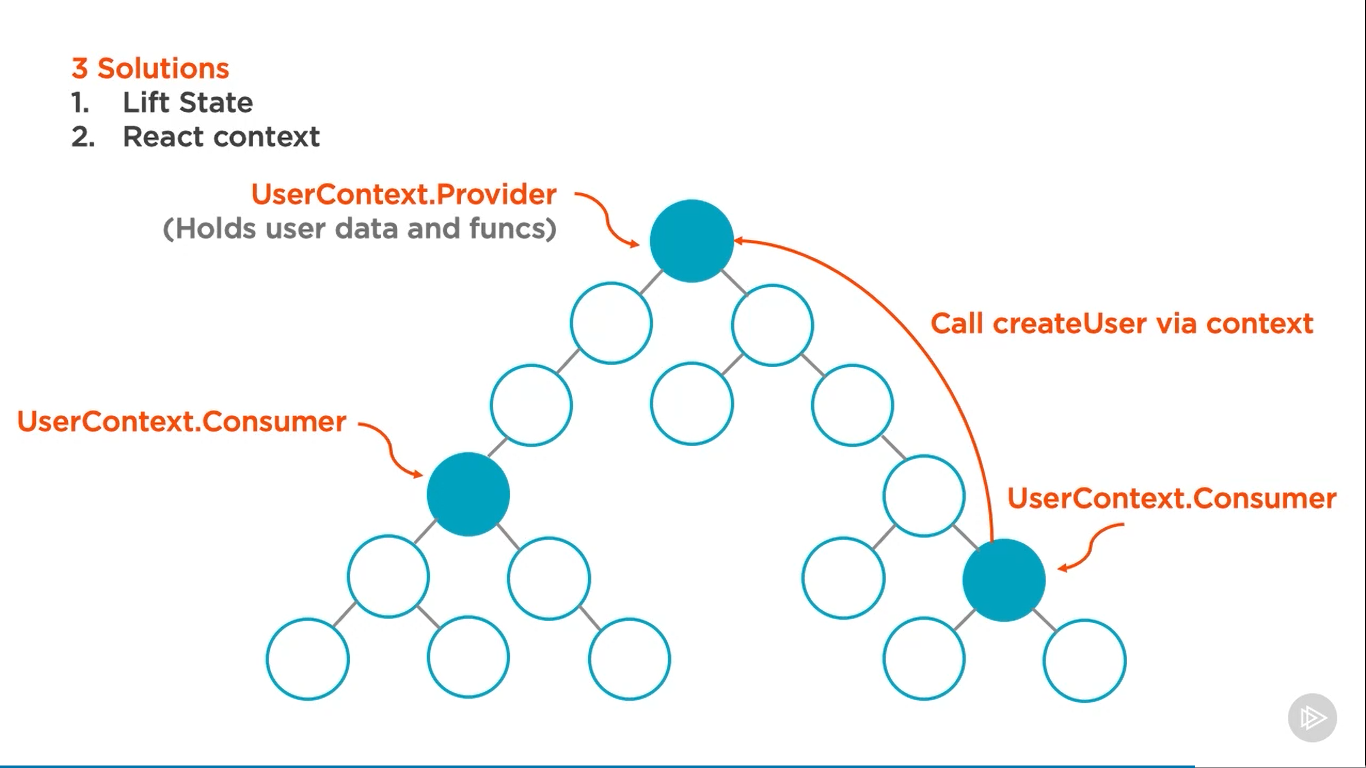 3 Solutions
1. Lift State
2. React context
UserContext.Provider
(Holds user data and funcs)
Call createUser via context
UserContext.Consumer
UserContext.Consumer